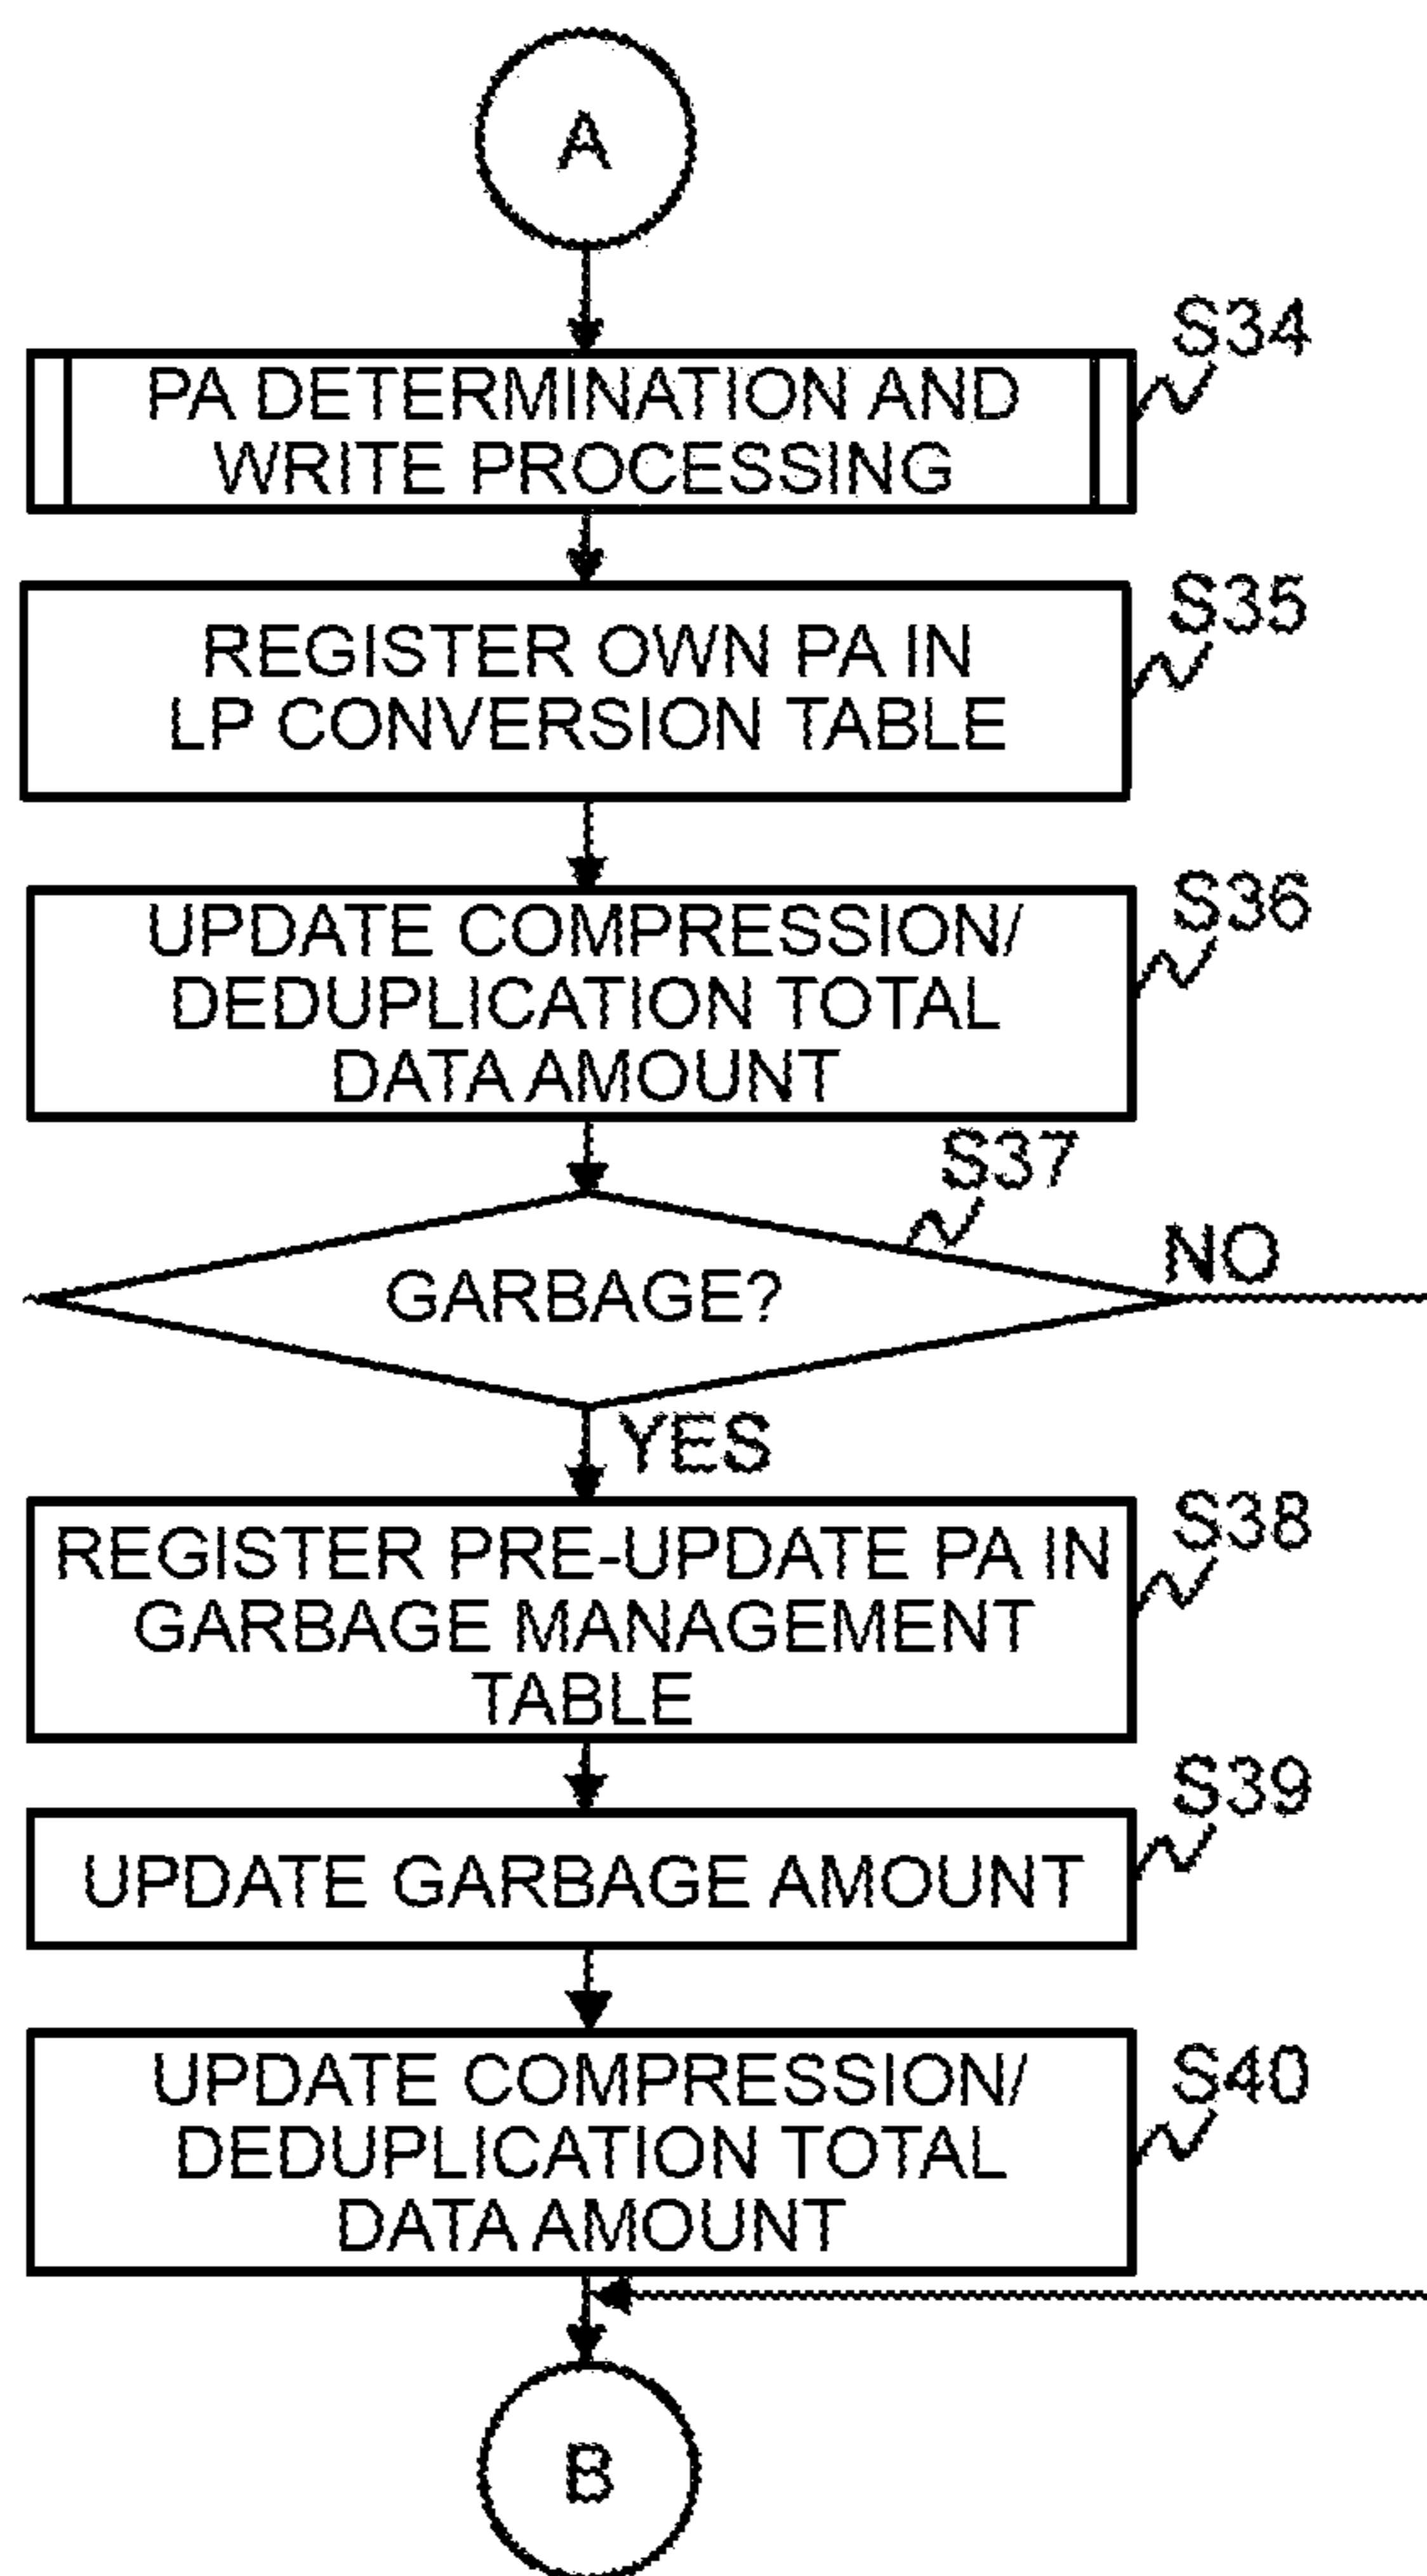 A
S34
PA DETERMINATION AND
WRITE PROCESSING
S35
REGISTER OWN PA IN
LP CONVERSION TABLE
S36
UPDATE COMPRESSION/
DEDUPLICATION TOTAL
DATA AMOUNT
S37
GARBAGE?
NO
YES
S38
REGISTER PRE-UPDATE PA IN
GARBAGE MANAGEMENT
TABLE
S39
UPDATE GARBAGE AMOUNT
S40
UPDATE COMPRESSION/
DEDUPLICATION TOTAL
DATA AMOUNT
B